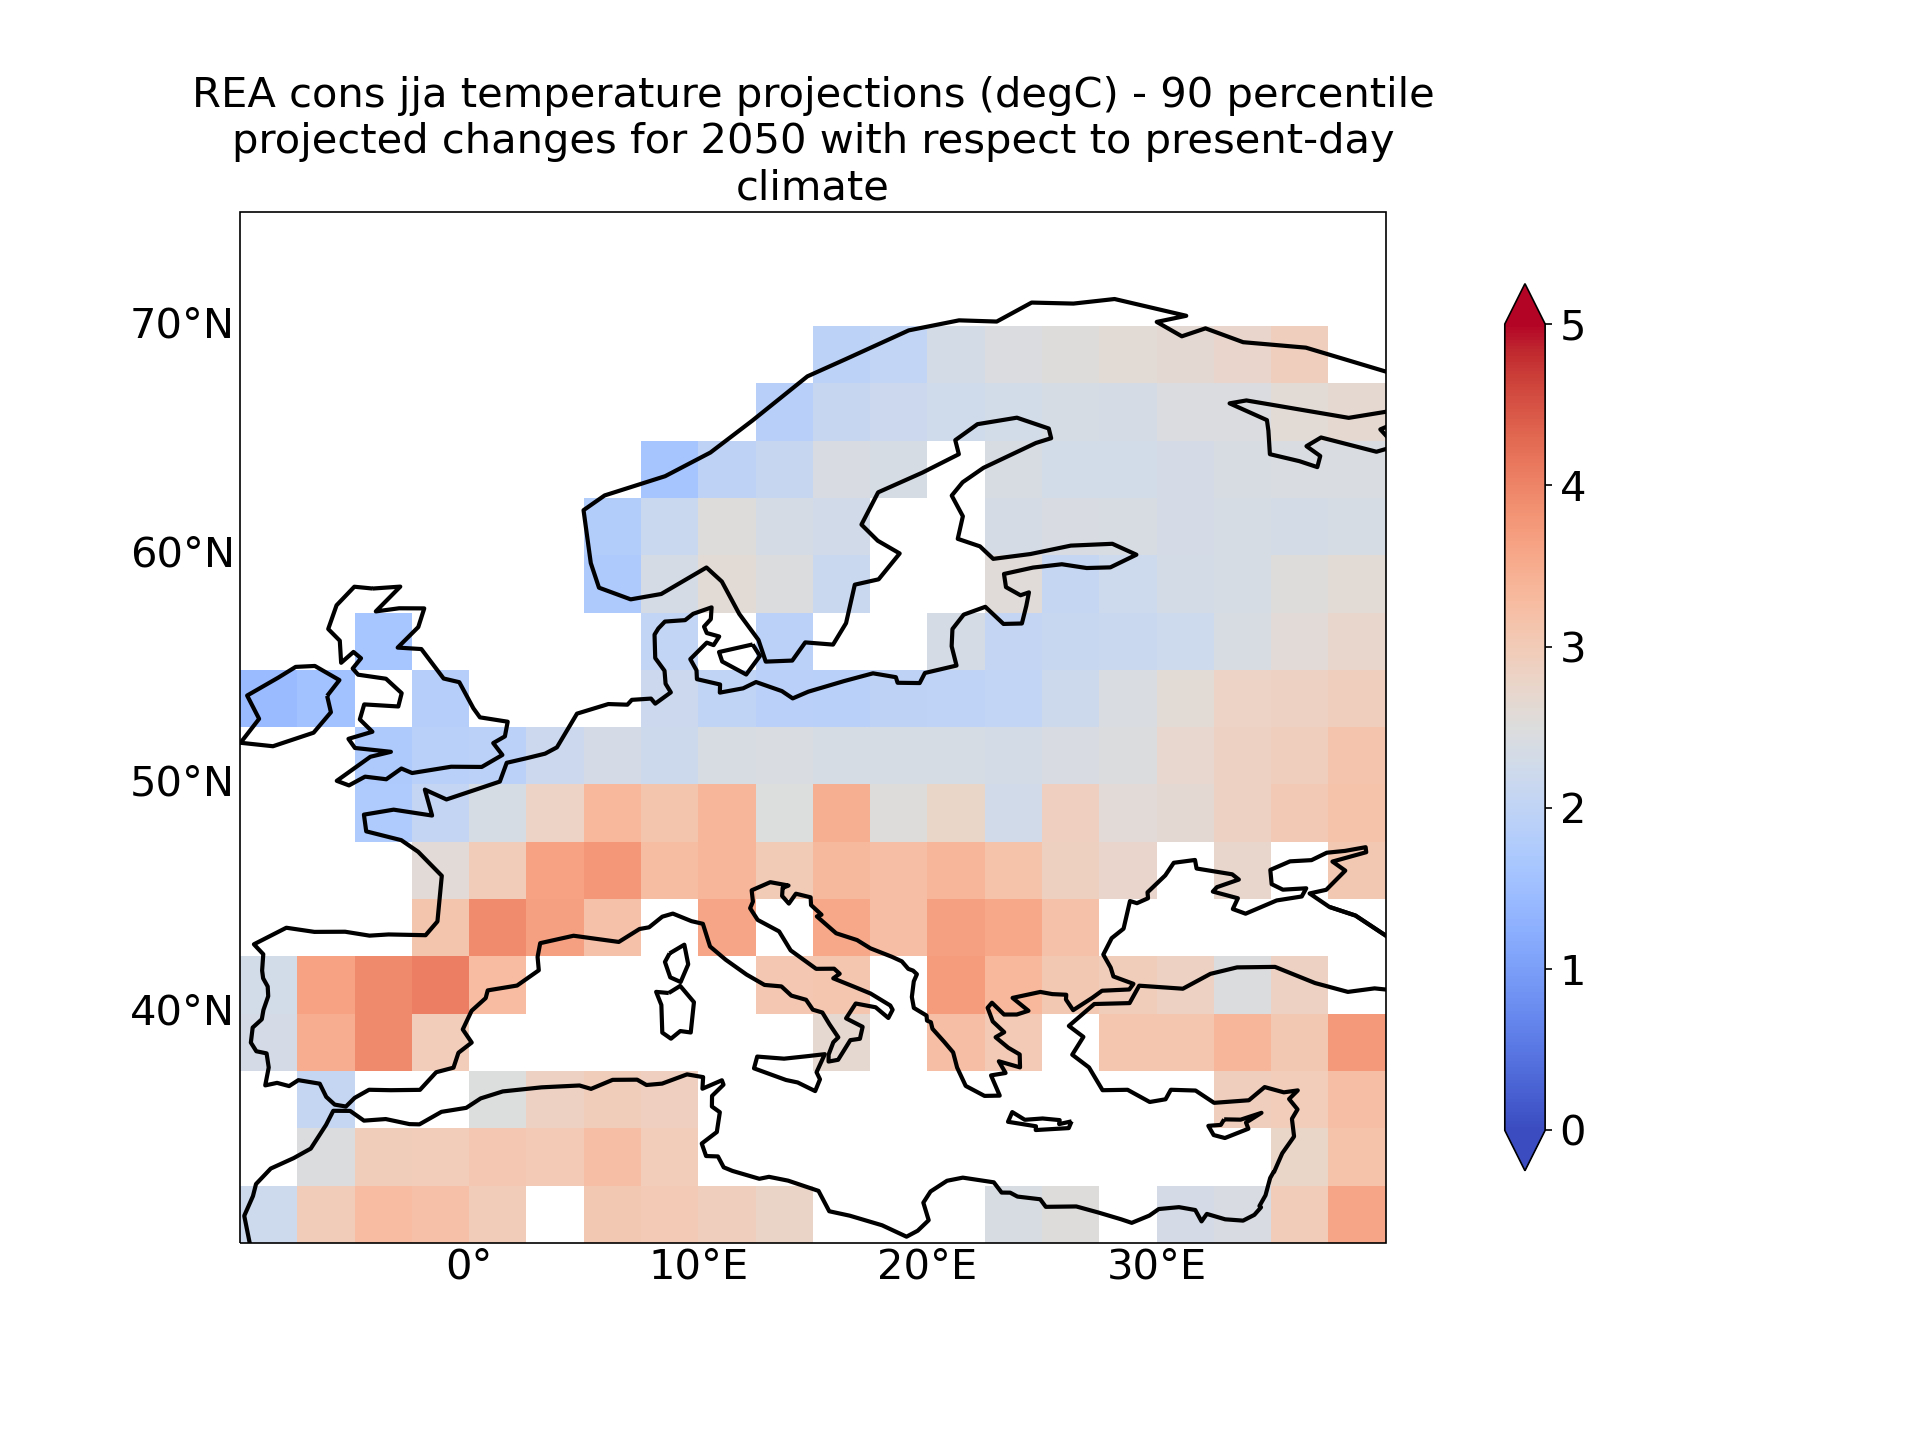 REA cons jja temperature projections (degC) - 90 percentile
projected changes for 2050 with respect to present-day
climate
70°N
60°N
50°N
40°N
0°
10°E
20°E
30°E
5
4
3
2
1
0